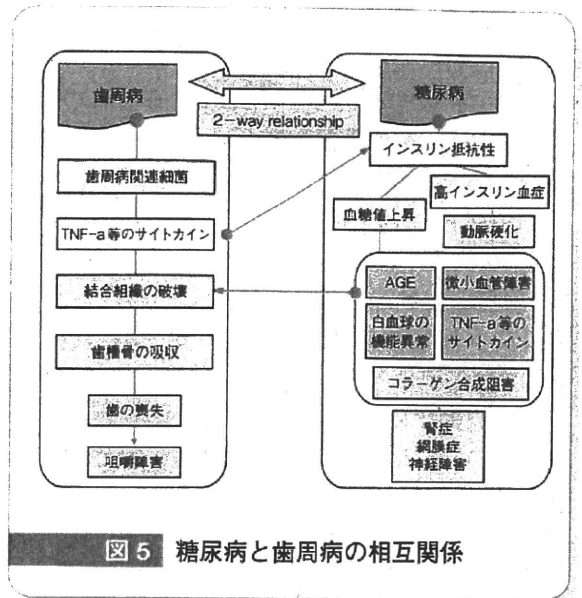 歯周病
2-way relationship
糖尿病
歯周病関連細菌
TNF-a等のサイトカイン
結合組織の破壊
歯槽骨の吸収
歯の喪失
咀嚼障害
インスリン抵抗性
高インスリン血症
血糖値上昇
動脈硬化
AGE
微小血管障害
白血球の
機能異常
TNF-a等の
サイトカイン
コラーゲン合成阻害
腎症
網膜症
神経障害
図5 糖尿病と歯周病の相互関係